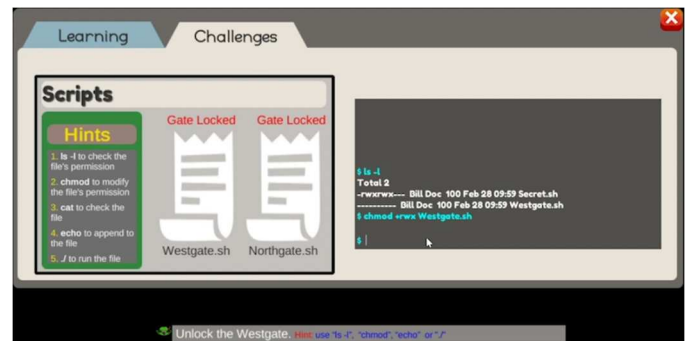 Learning
Challenges
Scripts
Hints
1. ls -l to check the
file's permission
2. chmod to modify
the file's permission
3. cat to check the
file
4. echo to append to
the file
5. ./ to run the file
Gate Locked
Westgate.sh
Gate Locked
Northgate.sh
$ ls -l
Total 2
-rwxrwx--- Bill Doc 100 Feb 28 09:59 Secret.sh
---------- Bill Doc 100 Feb 28 09:59 Westgate.sh
$ chmod +rwx Westgate.sh
$
Unlock the Westgate. Hint: use "ls -l", "chmod", "echo" or "./"